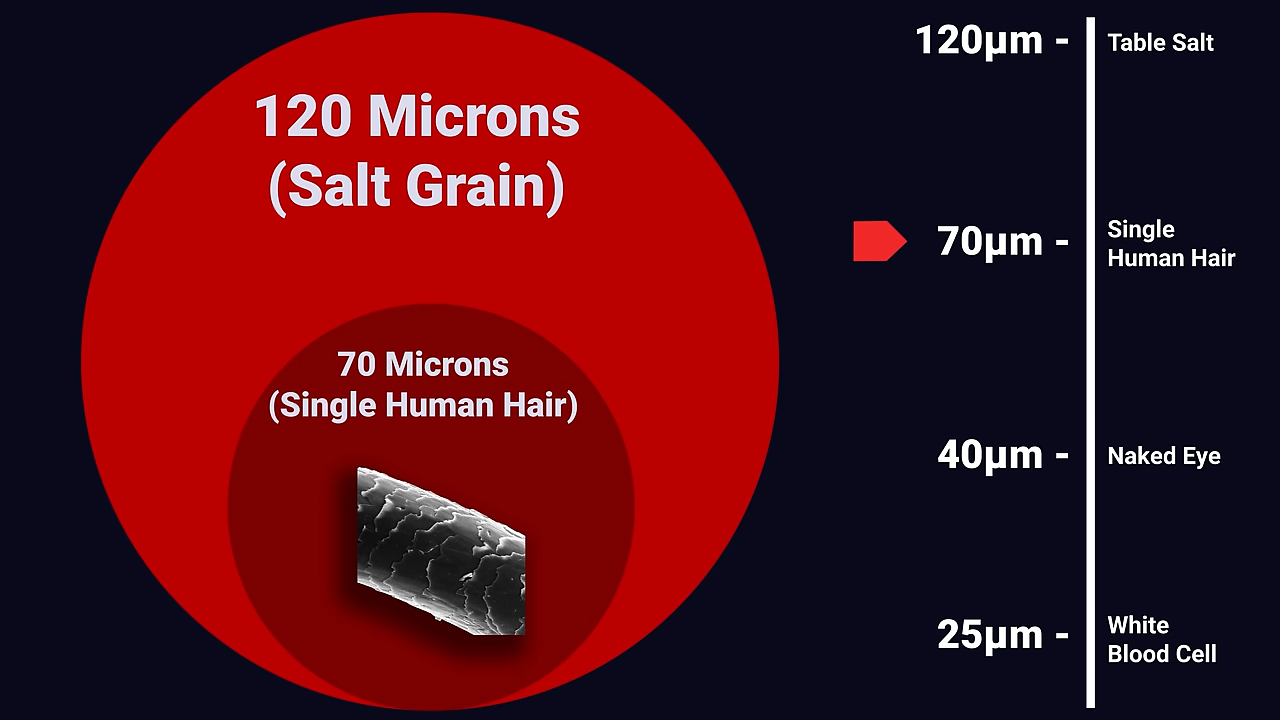 120 Microns
(Salt Grain)
70 Microns
(Single Human Hair)
120µm -
Table Salt
70µm -
Single
Human Hair
40µm -
Naked Eye
25µm -
White
Blood Cell